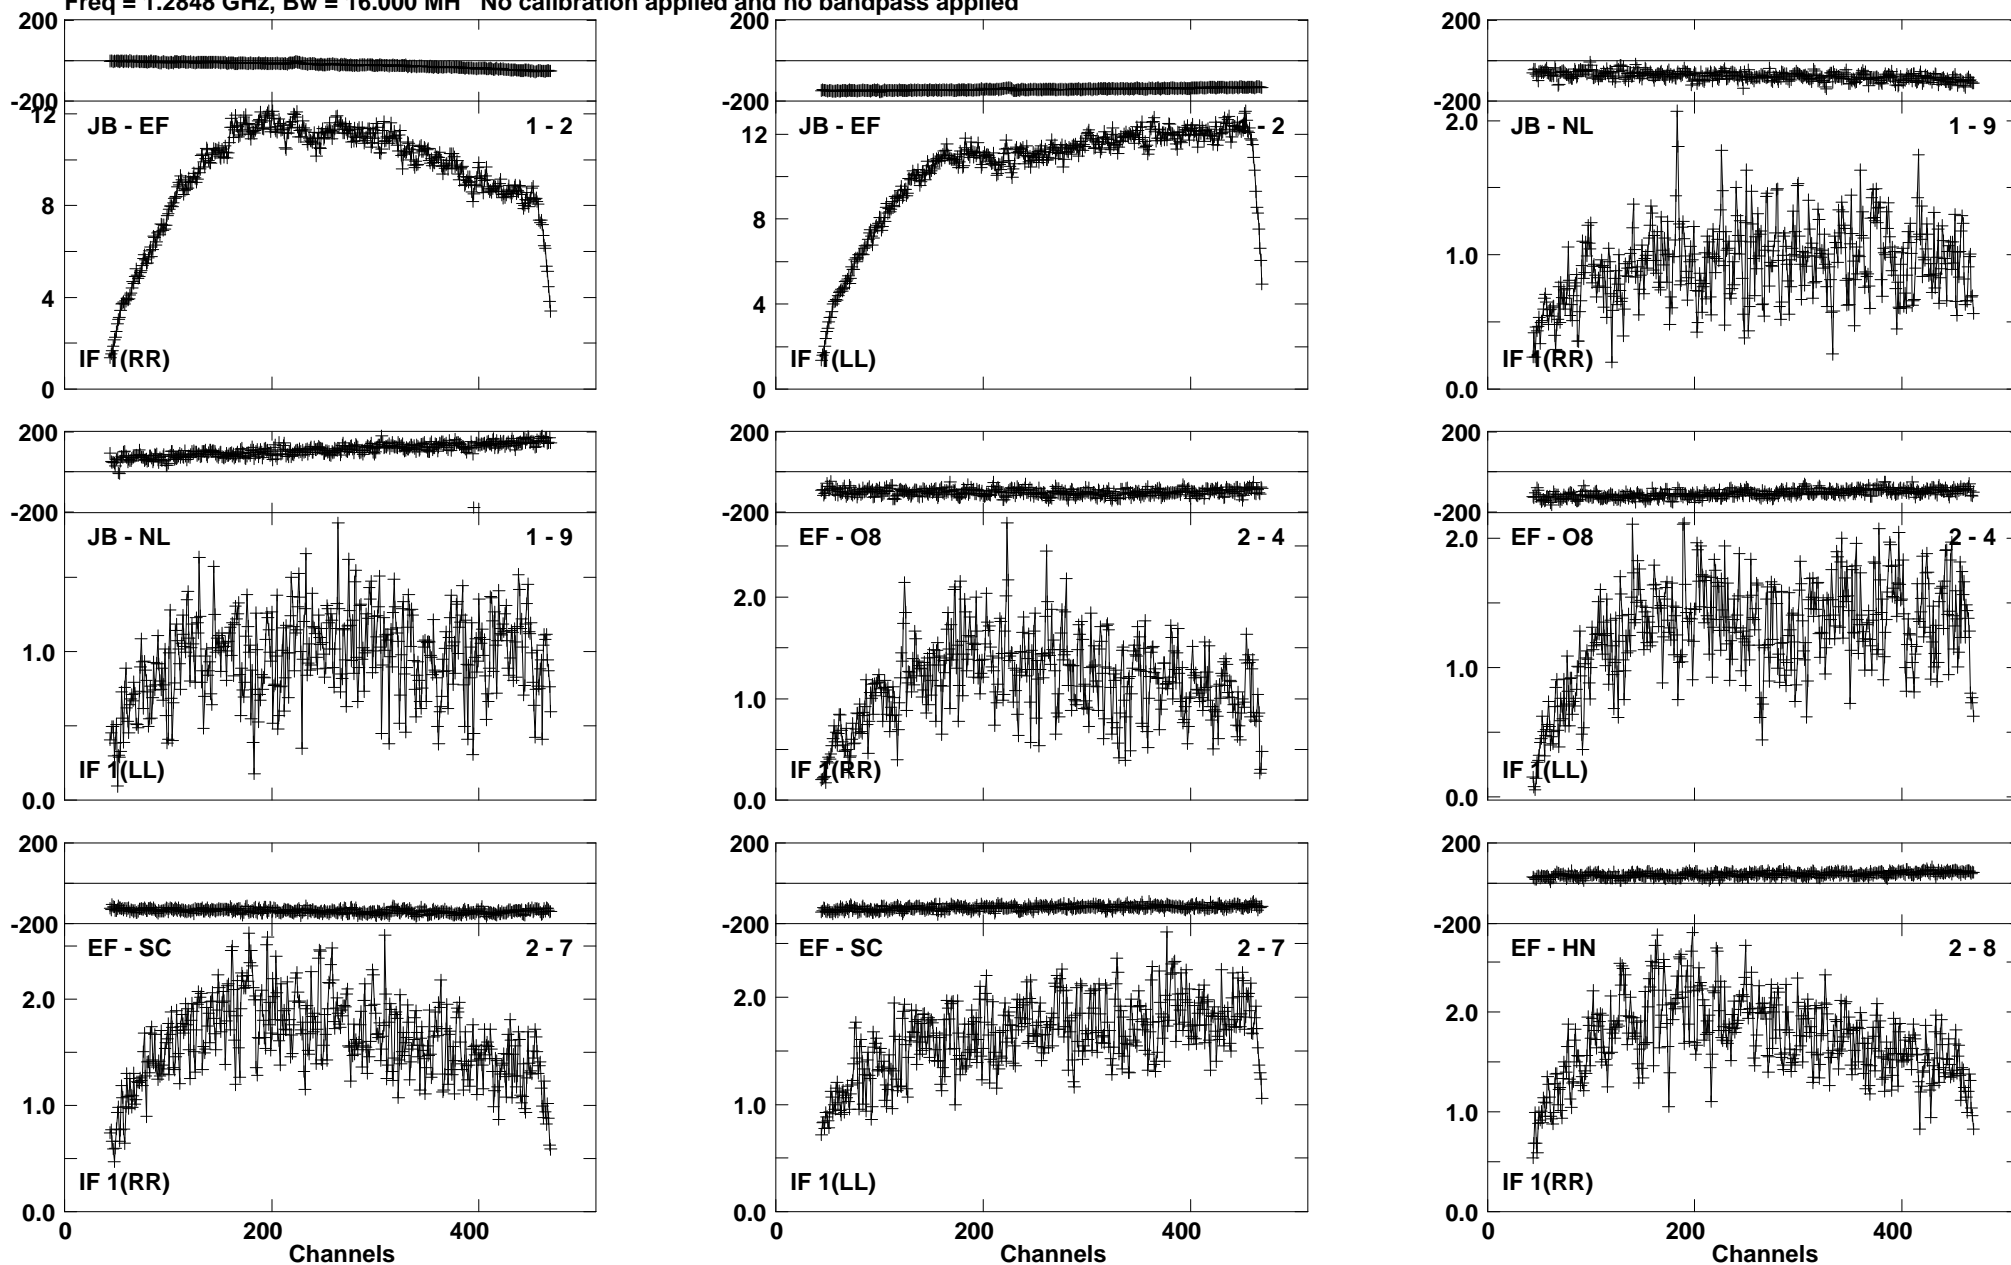 Freq = 1.2848 GHz, Bw = 16.000 MH No calibration applied and no bandpass applied
200
-200
12
8
4
0
JB - EF
1 - 2
IF 1(RR)
200
-200
12
8
4
0
JB - EF
- 2
IF 1(LL)
200
-200
2.0
1.0
0.0
JB - NL
1 - 9
IF 1(RR)
200
-200
1.0
0.0
JB - NL
1 - 9
IF 1(LL)
200
-200
2.0
1.0
0.0
EF - O8
2 - 4
IF 1(RR)
200
-200
2.0
1.0
0.0
EF - O8
2 - 4
IF 1(LL)
200
-200
2.0
1.0
0.0
EF - SC
2 - 7
IF 1(RR)
0 200 400
Channels
200
-200
2.0
1.0
0.0
EF - SC
2 - 7
IF 1(LL)
200
-200
2.0
1.0
0.0
EF - HN
2 - 8
IF 1(RR)
0 200 400
Channels